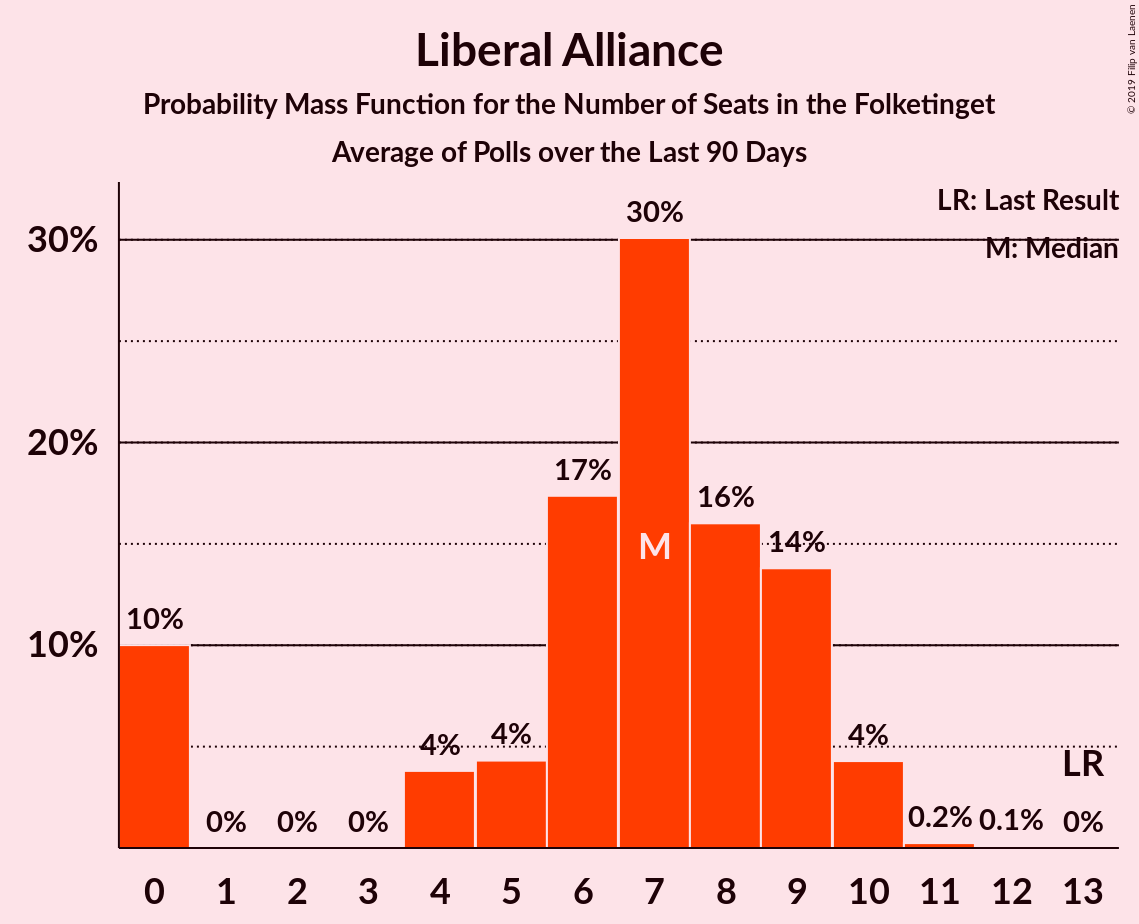 Liberal Alliance
Probability Mass Function for the Number of Seats in the Folketinget
Average of Polls over the Last 90 Days
© 2019 Filip van Laenen
LR: Last Result
M: Median
30%
20%
10%
10%
0%
0%
0%
4%
4%
17%
30%
M
16%
14%
4%
0.2%
0.1%
0%
LR
0 1 2 3 4 5 6 7 8 9 10 11 12 13